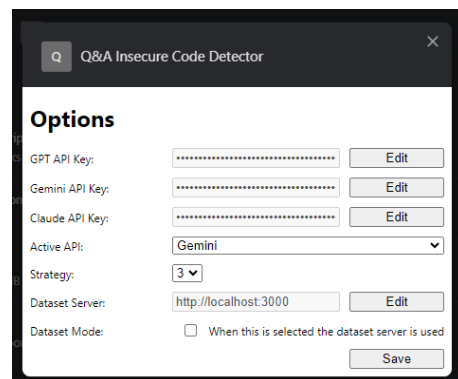 Q Q&A Insecure Code Detector ×
Options
GPT API Key: •••••••••••••••••••••••••••••••••••• Edit
Gemini API Key: •••••••••••••••••••••••••••••••••••• Edit
Claude API Key: •••••••••••••••••••••••••••••••••••• Edit
Active API: Gemini
Strategy: 3
Dataset Server: http://localhost:3000 Edit
Dataset Mode: When this is selected the dataset server is used
Save